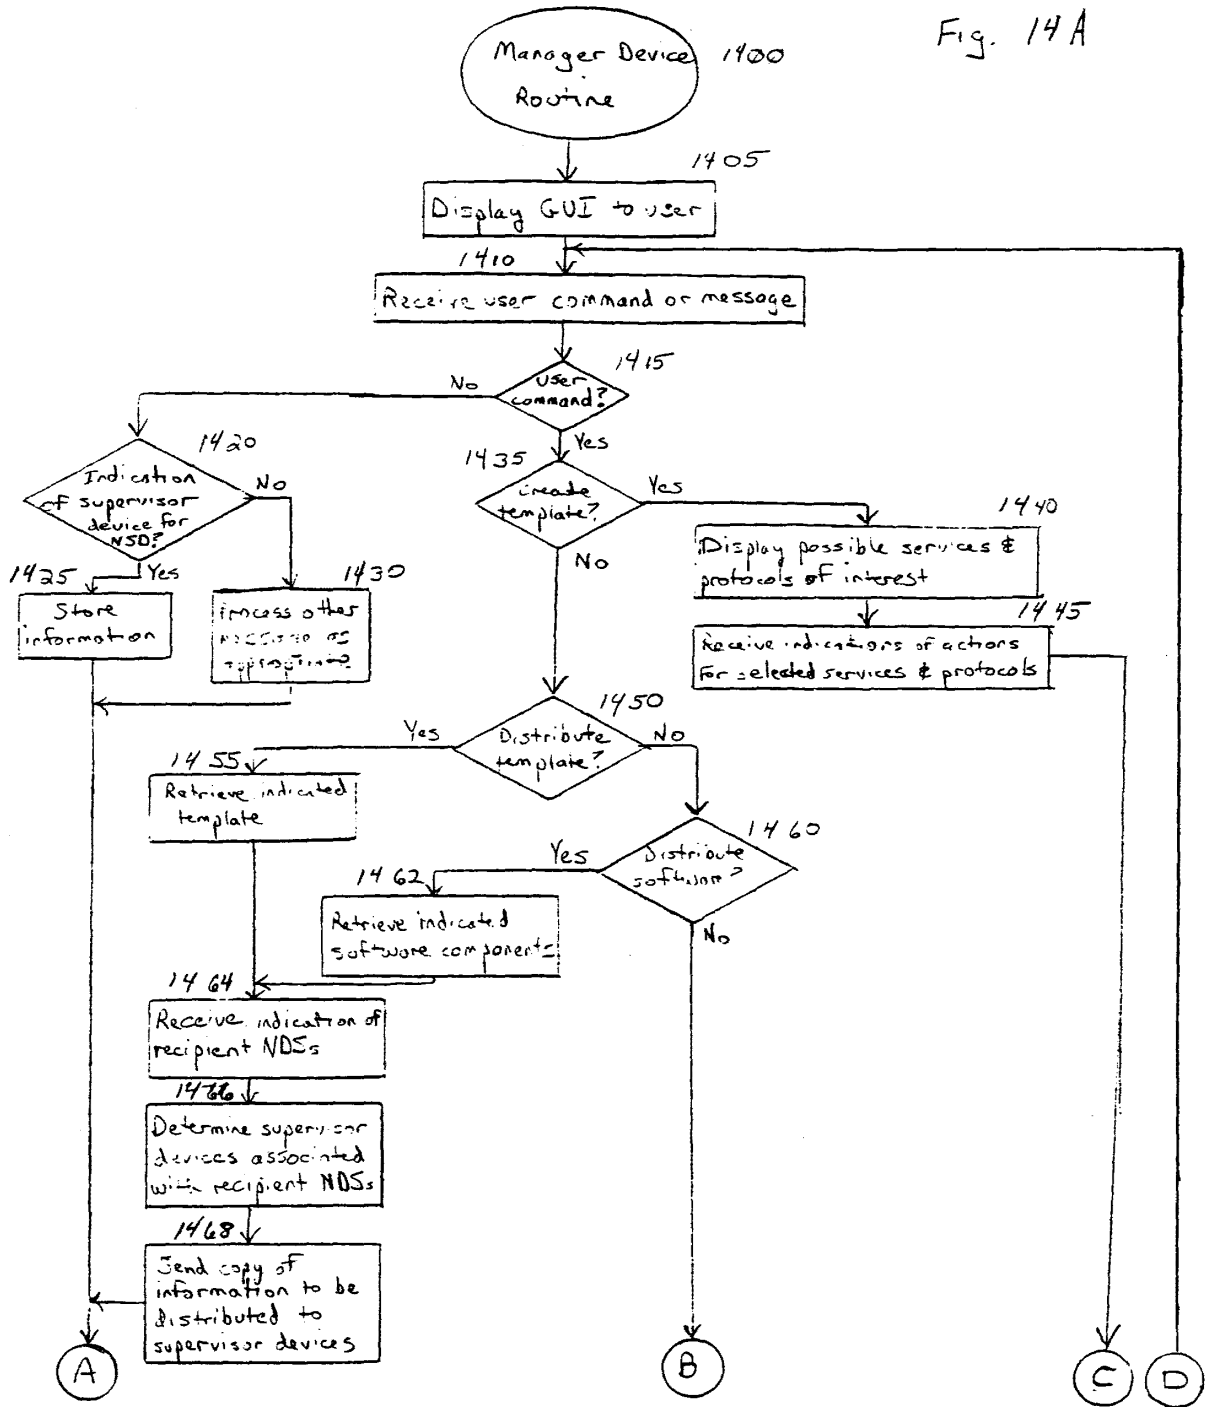 Fig. 14A
Manager Device
Routine
1400
1405
Display GUI to user
1410
Receive user command or message
1415
user
command?
No
Yes
1420
Indication
of supervisor
device for
NSD?
No
Yes
1425
Store
information
1430
Process other
message as
appropriate
1435
Create
template?
Yes
No
1440
Display possible services &
protocols of interest
1445
Receive indications of actions
for selected services & protocols
1450
Distribute
template?
Yes
No
1455
Retrieve indicated
template
1460
Distribute
software?
Yes
No
1462
Retrieve indicated
software components
1464
Receive indication of
recipient NDSs
1466
Determine supervisor
devices associated
with recipient NDSs
1468
Send copy of
information to be
distributed to
supervisor devices
A
B
C
D